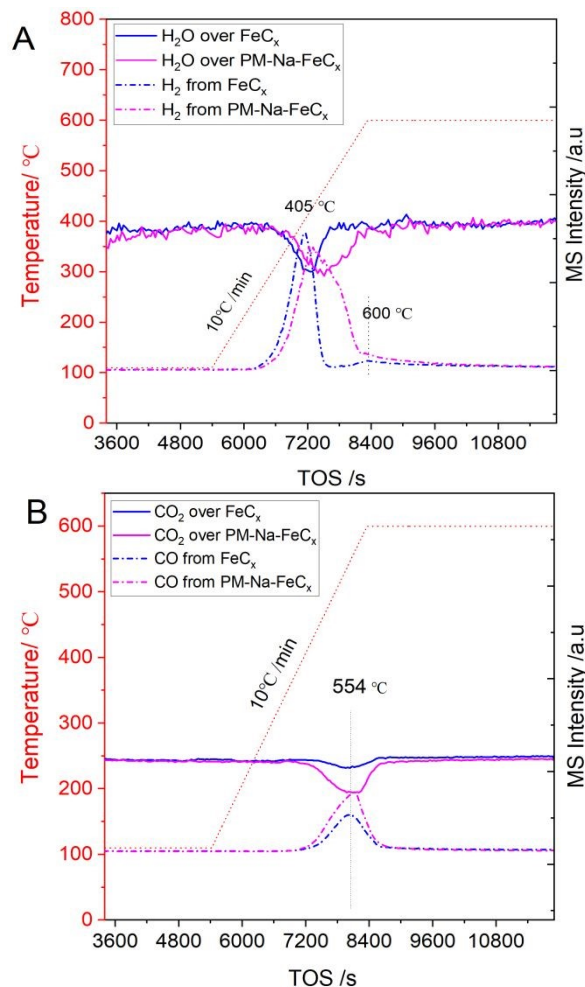 A
H₂O over FeCₓ
H₂O over PM-Na-FeCₓ
H₂ from FeCₓ
H₂ from PM-Na-FeCₓ
800
700
600
500
400
300
200
100
0
Temperature/ ℃
405 ℃
10℃ /min
600 ℃
MS Intensity /a.u
3600 4800 6000 7200 8400 9600 10800
TOS /s
B
CO₂ over FeCₓ
CO₂ over PM-Na-FeCₓ
CO from FeCₓ
CO from PM-Na-FeCₓ
600
500
400
300
200
100
0
Temperature/ ℃
10℃ /min
554 ℃
MS Intensity /a.u
3600 4800 6000 7200 8400 9600 10800
TOS /s